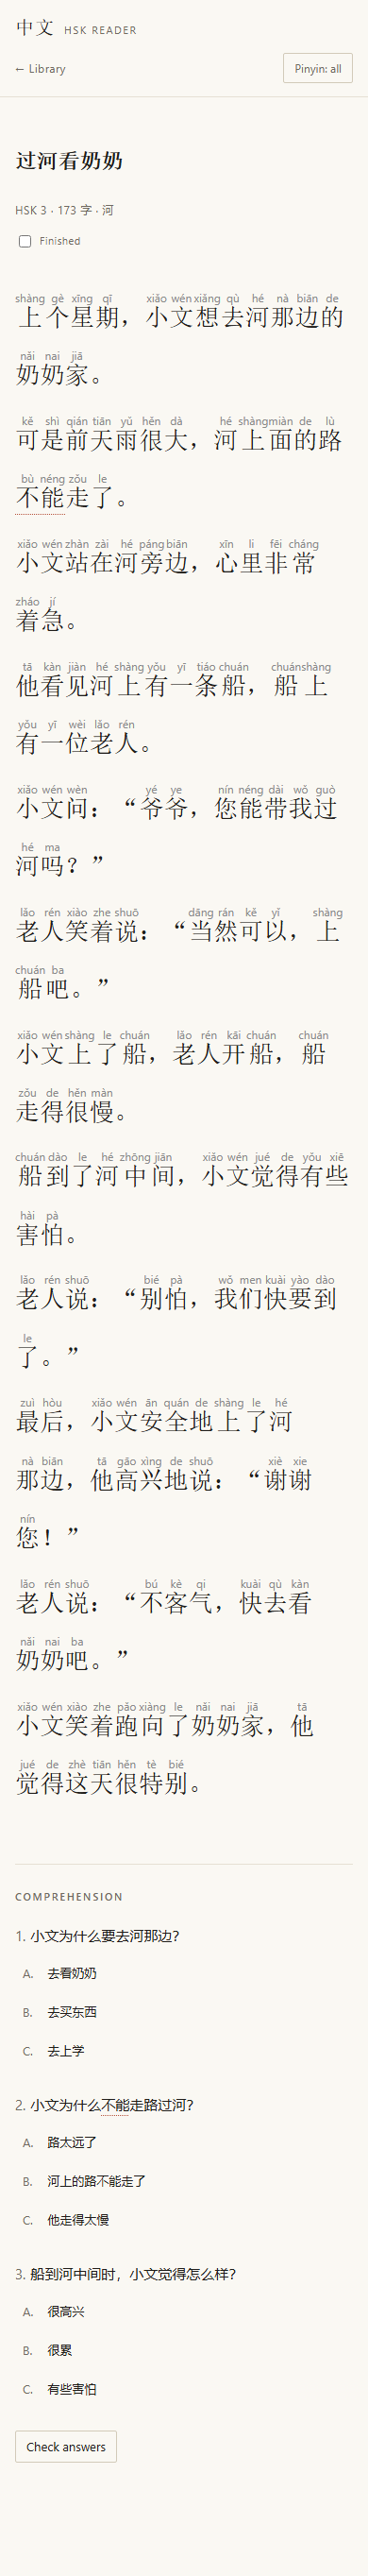 中文 HSK READER
← Library
Pinyin: all
过河看奶奶
HSK 3 · 173 字 · 河
Finished
shàng gè xīng qī xiǎo wén xiǎng qù hé nà biān de
上个星期，小文想去河那边的
nǎi nai jiā
奶奶家。
kě shì qián tiān yǔ hěn dà hé shàng miàn de lù
可是前天雨很大，河上面的路
bù néng zǒu le
不能走了。
xiǎo wén zhàn zài hé páng biān xīn li fēi cháng
小文站在河旁边，心里非常
zháo jí
着急。
tā kàn jiàn hé shàng yǒu yī tiáo chuán chuán shàng
他看见河上有一条船，船上
yǒu yī wèi lǎo rén
有一位老人。
xiǎo wén wèn yé ye nín néng dài wǒ guò
小文问：“爷爷，您能带我过
hé ma
河吗？”
lǎo rén xiào zhe shuō dāng rán kě yǐ shàng
老人笑着说：“当然可以，上
chuán ba
船吧。”
xiǎo wén shàng le chuán lǎo rén kāi chuán chuán
小文上了船，老人开船，船
zǒu de hěn màn
走得很慢。
chuán dào le hé zhōng jiān xiǎo wén jué de yǒu xiē
船到了河中间，小文觉得有些
hài pà
害怕。
lǎo rén shuō bié pà wǒ men kuài yào dào
老人说：“别怕，我们快要到
le
了。”
zuì hòu xiǎo wén ān quán de shàng le hé
最后，小文安全地上了河
nà biān tā gāo xìng de shuō xiè xie
那边，他高兴地说：“谢谢
nín
您！”
lǎo rén shuō bú kè qi kuài qù kàn
老人说：“不客气，快去看
nǎi nai ba
奶奶吧。”
xiǎo wén xiào zhe pǎo xiàng le nǎi nai jiā tā
小文笑着跑向了奶奶家，他
jué de zhè tiān hěn tè bié
觉得这天很特别。
COMPREHENSION
1. 小文为什么要去河那边？
A. 去看奶奶
B. 去买东西
C. 去上学
2. 小文为什么不能走路过河？
A. 路太远了
B. 河上的路不能走了
C. 他走得太慢
3. 船到河中间时，小文觉得怎么样？
A. 很高兴
B. 很累
C. 有些害怕
Check answers